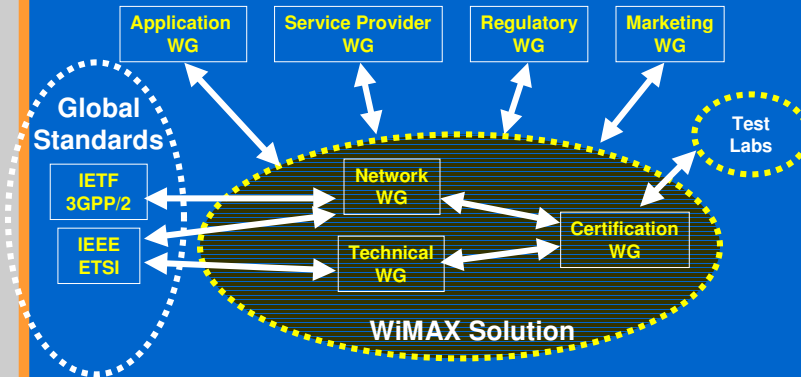 Application
WG
Service Provider
WG
Regulatory
WG
Marketing
WG
Global
Standards
IETF
3GPP/2
IEEE
ETSI
Network
WG
Technical
WG
Certification
WG
Test
Labs
WiMAX Solution